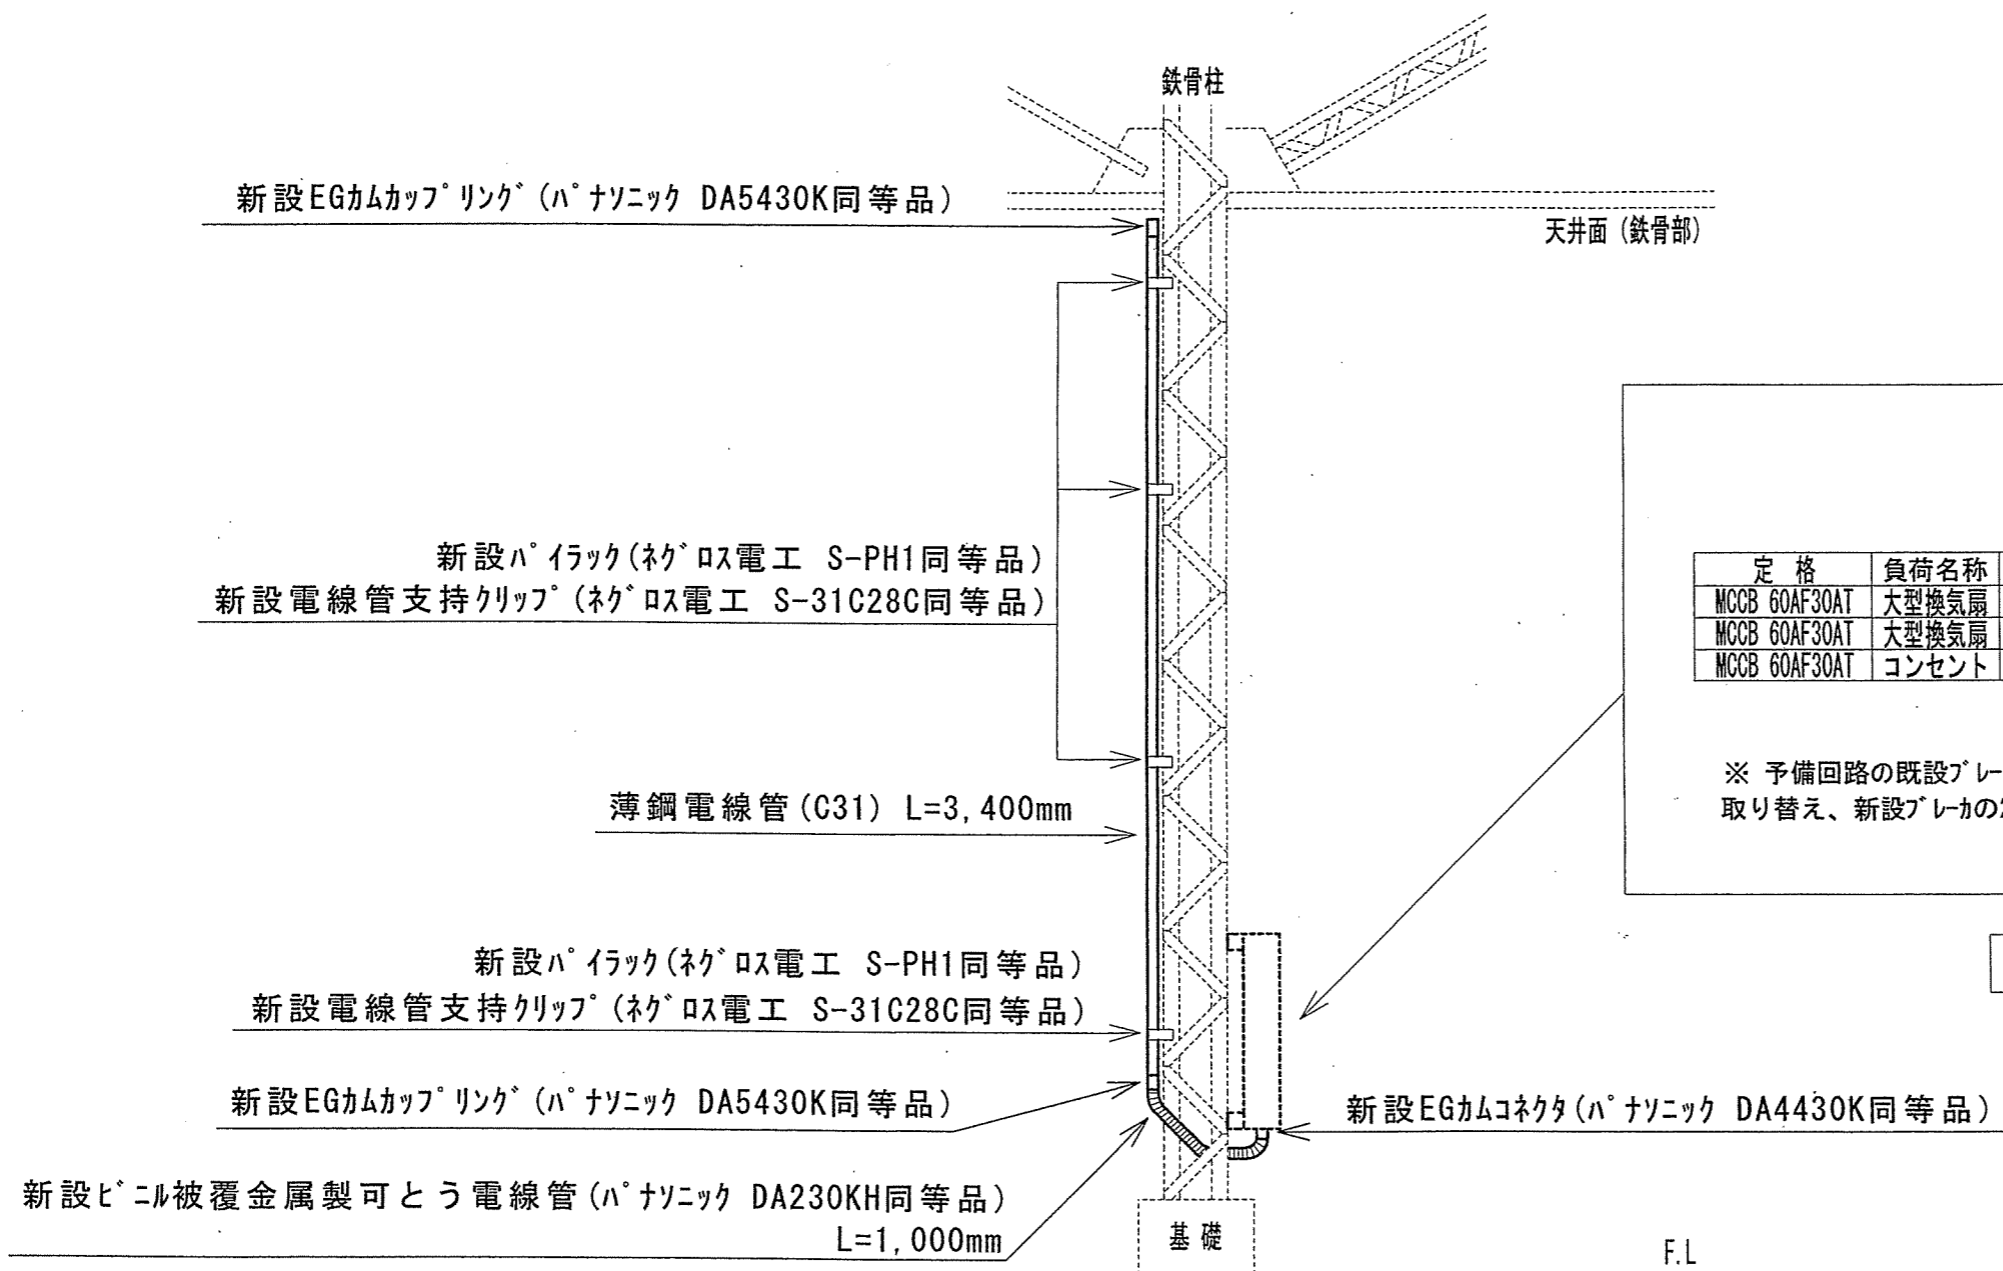 鉄骨柱
新設EGカムカップリング(パナソニック DA5430K同等品)
天井面(鉄骨部)
新設パイラック(ネグロス電工 S-PH1同等品)
新設電線管支持クリップ(ネグロス電工 S-31C28C同等品)
定 格 負荷名称
MCCB 60AF30AT 大型換気扇
MCCB 60AF30AT 大型換気扇
MCCB 60AF30AT コンセント
※ 予備回路の既設ブレー
取り替え、新設ブレーカの
薄鋼電線管(C31) L=3,400mm
新設パイラック(ネグロス電工 S-PH1同等品)
新設電線管支持クリップ(ネグロス電工 S-31C28C同等品)
新設EGカムカップリング(パナソニック DA5430K同等品)
新設EGカムコネクタ(パナソニック DA4430K同等品)
新設ビニル被覆金属製可とう電線管(パナソニック DA230KH同等品)
L=1,000mm
基礎
F.L